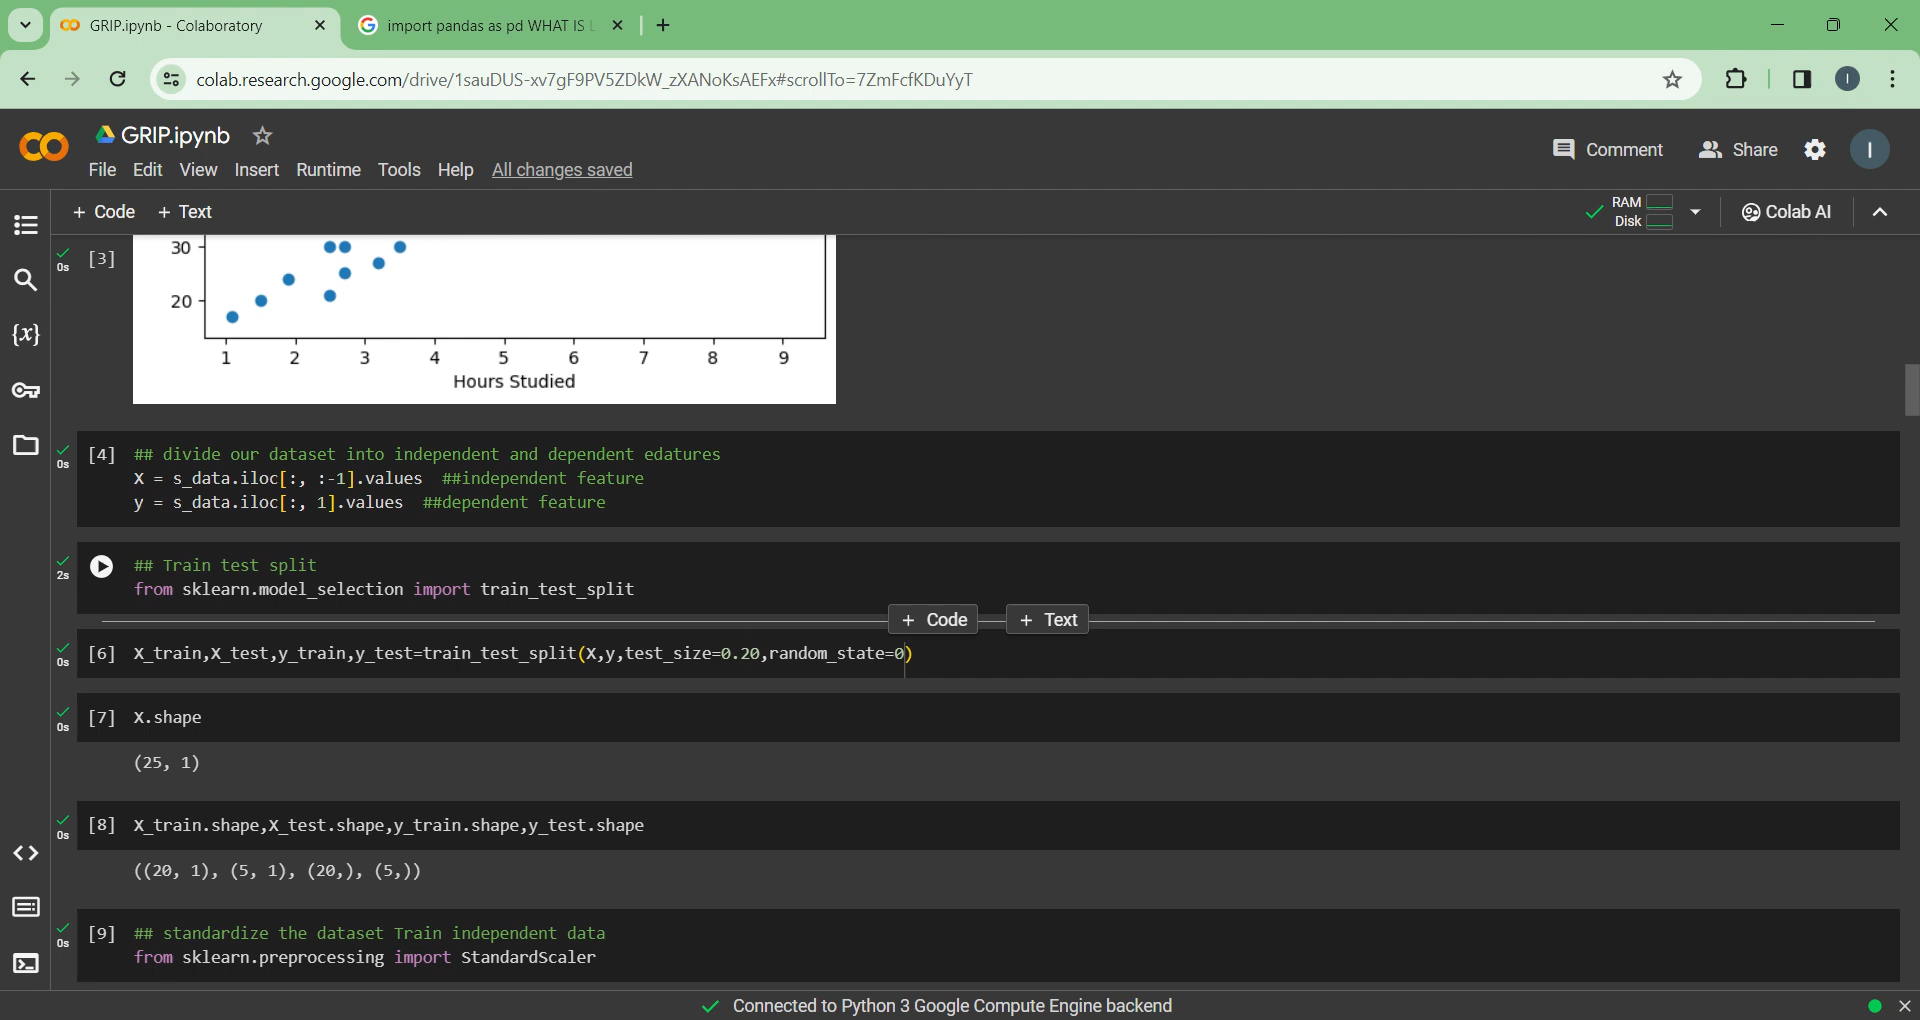 GRIP.ipynb - Colaboratory
import pandas as pd WHAT IS
colab.research.google.com/drive/1sauDUS-xv7gF9PV5ZDkW_zXANoKsAEFx#scrollTo=7ZmFcfKDuYyT
GRIP.ipynb
Comment
Share
I
File Edit View Insert Runtime Tools Help All changes saved
+ Code + Text
RAM
Disk
Colab AI
{x}
0s
[3]
30
20
1 2 3 4 5 6 7 8 9
Hours Studied
0s
[4] ## divide our dataset into independent and dependent edatures
X = s_data.iloc[:, :-1].values ##independent feature
y = s_data.iloc[:, 1].values ##dependent feature
2s
## Train test split
from sklearn.model_selection import train_test_split
+ Code + Text
0s
[6] X_train,X_test,y_train,y_test=train_test_split(X,y,test_size=0.20,random_state=0)
0s
[7] X.shape
(25, 1)
0s
[8] X_train.shape,X_test.shape,y_train.shape,y_test.shape
((20, 1), (5, 1), (20,), (5,))
0s
[9] ## standardize the dataset Train independent data
from sklearn.preprocessing import StandardScaler
Connected to Python 3 Google Compute Engine backend